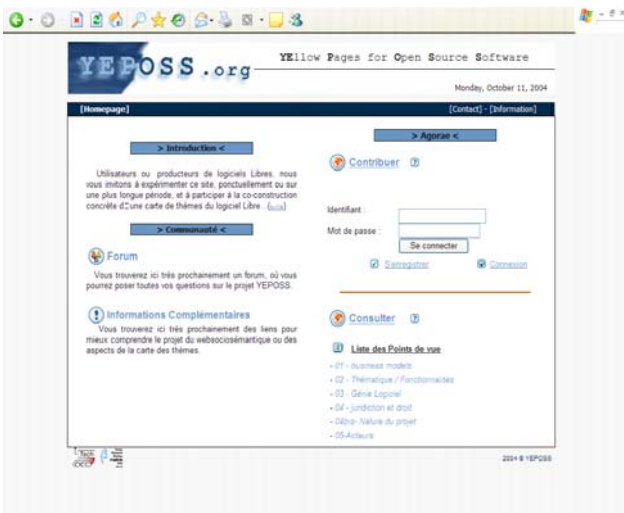 YEPOSS.org
YEllow Pages for Open Source Software
Monday, October 11, 2004
[Homepage]
[Contact] - [Information]
> Introduction <
Utilisateurs ou producteurs de logiciels Libres, nous
vous invitons à expérimenter ce site, ponctuellement ou sur
une plus longue période, et à participer à la co-construction
concrète d'une carte de thèmes du logiciel Libre. (suite)
> Communauté <
Forum
Vous trouverez ici très prochainement un forum, où vous
pourrez poser toutes vos questions sur le projet YEPOSS.
Informations Complémentaires
Vous trouverez ici très prochainement des liens pour
mieux comprendre le projet du websociosémantique ou des
aspects de la carte des thèmes.
> Agorae <
Contribuer
Identifiant :
Mot de passe :
Se connecter
S'enregistrer
Connexion
Consulter
Liste des Points de vue
- 01 - business models
- 02 - Thématique / Fonctionnalités
- 03 - Génie Logiciel
- 04 - juridiction et droit
- 04bis- Nature du projet
- 05-Acteurs
Tech
2004 © YEPOSS